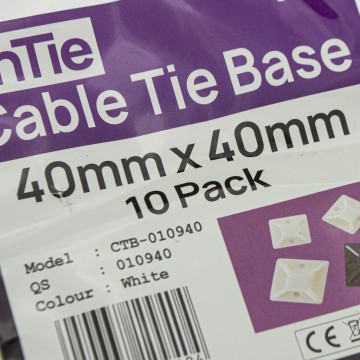 nTie
Cable Tie Base
40mm x 40mm
10 Pack
Model : CTB-010940
QS : 010940
Colour : White
CE